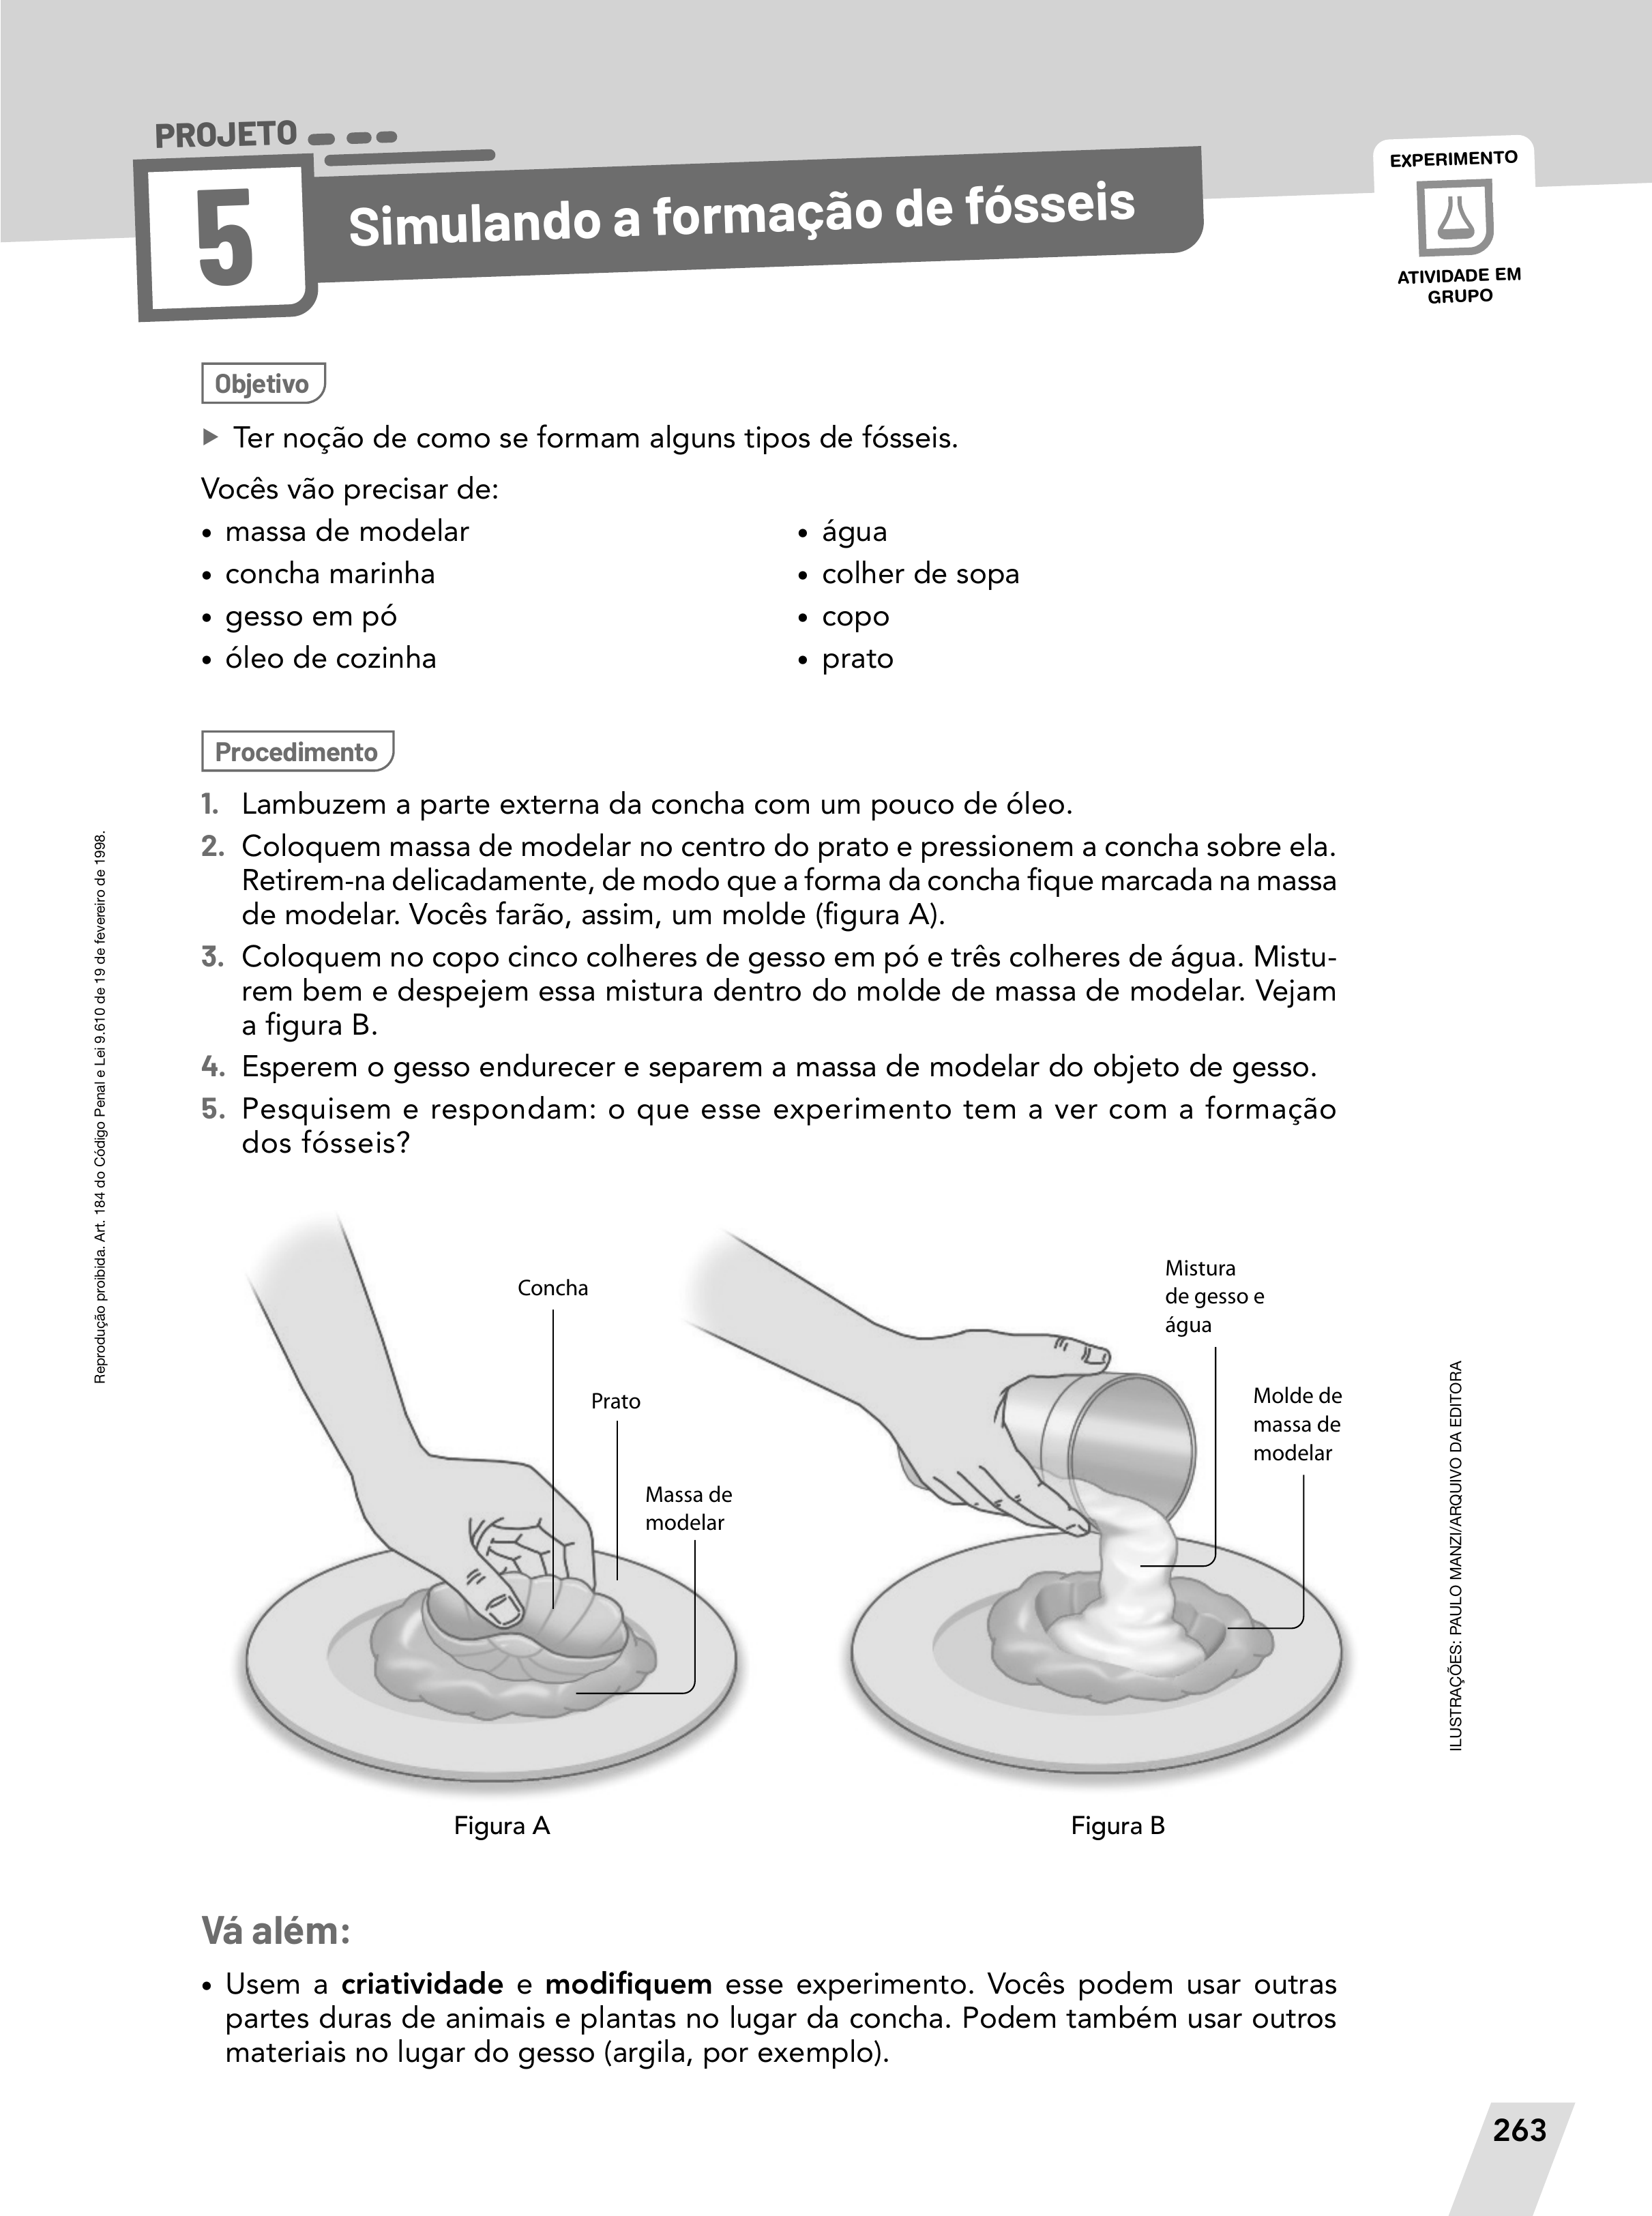 PROJETO
5
Simulando a formação de fósseis
EXPERIMENTO
ATIVIDADE EM
GRUPO
Objetivo
Ter noção de como se formam alguns tipos de fósseis.
Vocês vão precisar de:
• massa de modelar
• concha marinha
• gesso em pó
• óleo de cozinha
• água
• colher de sopa
• copo
• prato
Procedimento
1. Lambuzem a parte externa da concha com um pouco de óleo.
2. Coloquem massa de modelar no centro do prato e pressionem a concha sobre ela.
Retirem-na delicadamente, de modo que a forma da concha fique marcada na massa
de modelar. Vocês farão, assim, um molde (figura A).
3. Coloquem no copo cinco colheres de gesso em pó e três colheres de água. Mistu-
rem bem e despejem essa mistura dentro do molde de massa de modelar. Vejam
a figura B.
4. Esperem o gesso endurecer e separem a massa de modelar do objeto de gesso.
5. Pesquisem e respondam: o que esse experimento tem a ver com a formação
dos fósseis?
Reprodução proibida. Art. 184 do Código Penal e Lei 9.610 de 19 de fevereiro de 1998.
Concha
Prato
Massa de
modelar
Figura A
Mistura
de gesso e
água
Molde de
massa de
modelar
Figura B
ILUSTRAÇÕES: PAULO MANZI/ARQUIVO DA EDITORA
Vá além:
• Usem a criatividade e modifiquem esse experimento. Vocês podem usar outras
partes duras de animais e plantas no lugar da concha. Podem também usar outros
materiais no lugar do gesso (argila, por exemplo).
263